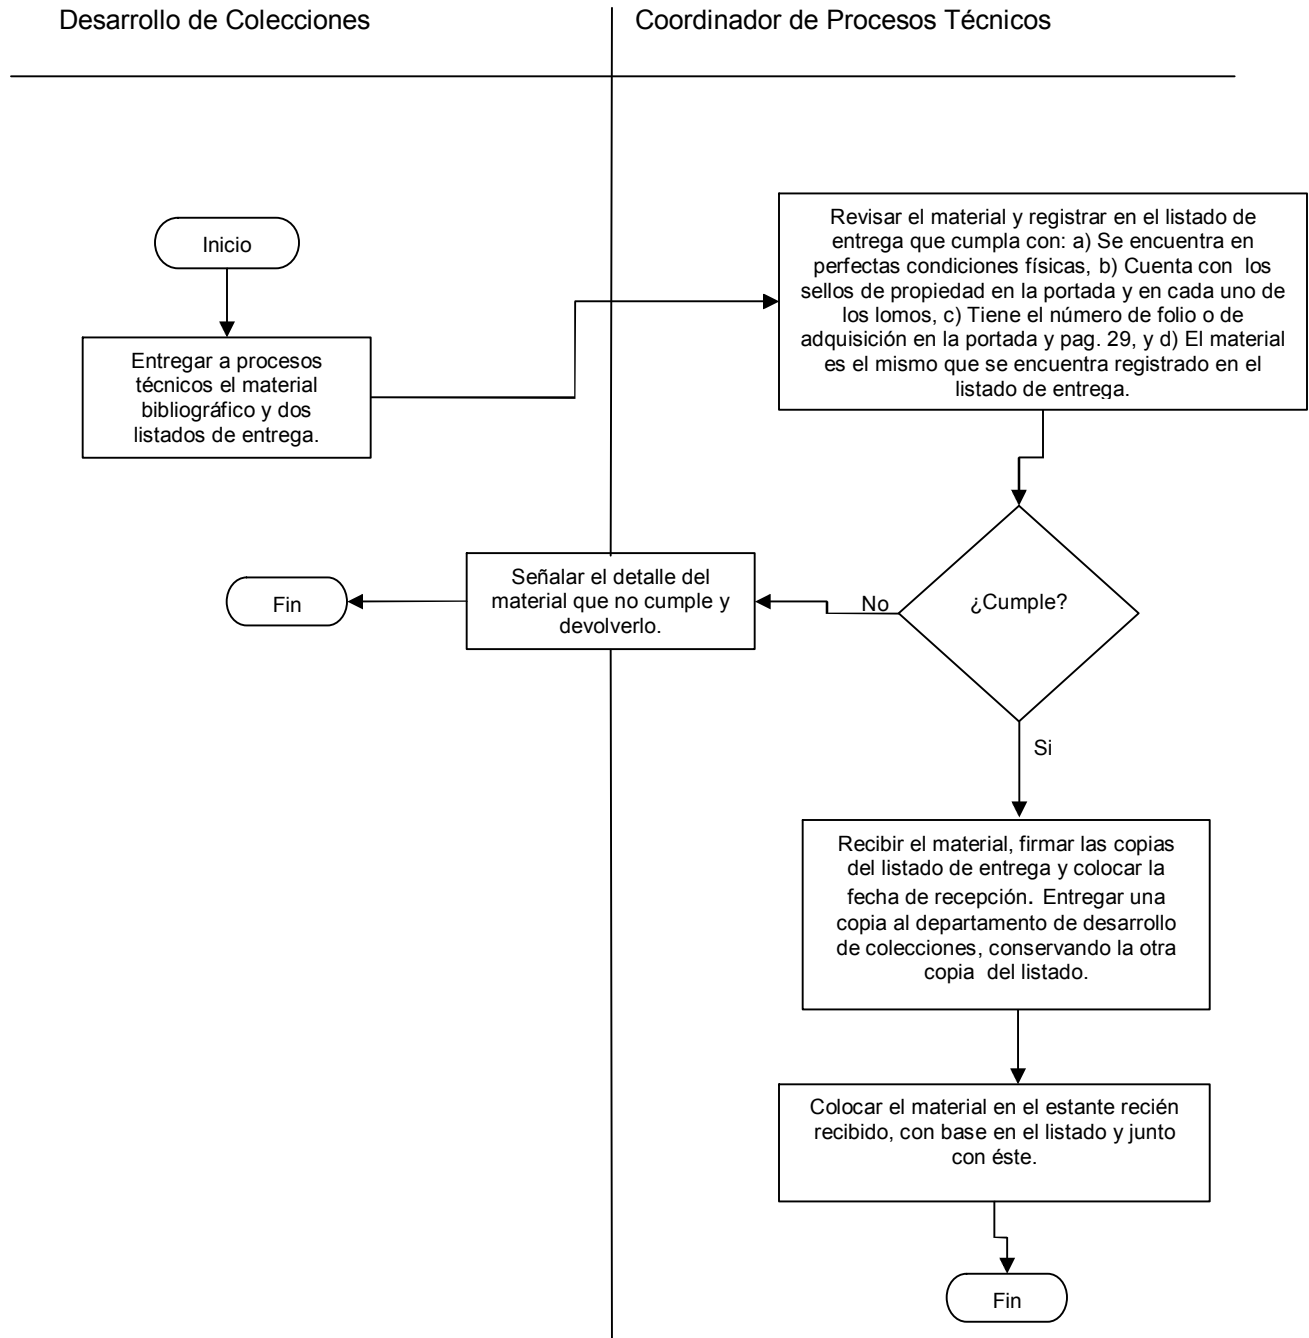 Desarrollo de Colecciones
Coordinador de Procesos Técnicos
Inicio
Entregar a procesos
técnicos el material
bibliográfico y dos
listados de entrega.
Revisar el material y registrar en el listado de
entrega que cumpla con: a) Se encuentra en
perfectas condiciones físicas, b) Cuenta con los
sellos de propiedad en la portada y en cada uno de
los lomos, c) Tiene el número de folio o de
adquisición en la portada y pag. 29, y d) El material
es el mismo que se encuentra registrado en el
listado de entrega.
¿Cumple?
No
Señalar el detalle del
material que no cumple y
devolverlo.
Fin
Si
Recibir el material, firmar las copias
del listado de entrega y colocar la
fecha de recepción. Entregar una
copia al departamento de desarrollo
de colecciones, conservando la otra
copia del listado.
Colocar el material en el estante recién
recibido, con base en el listado y junto
con éste.
Fin